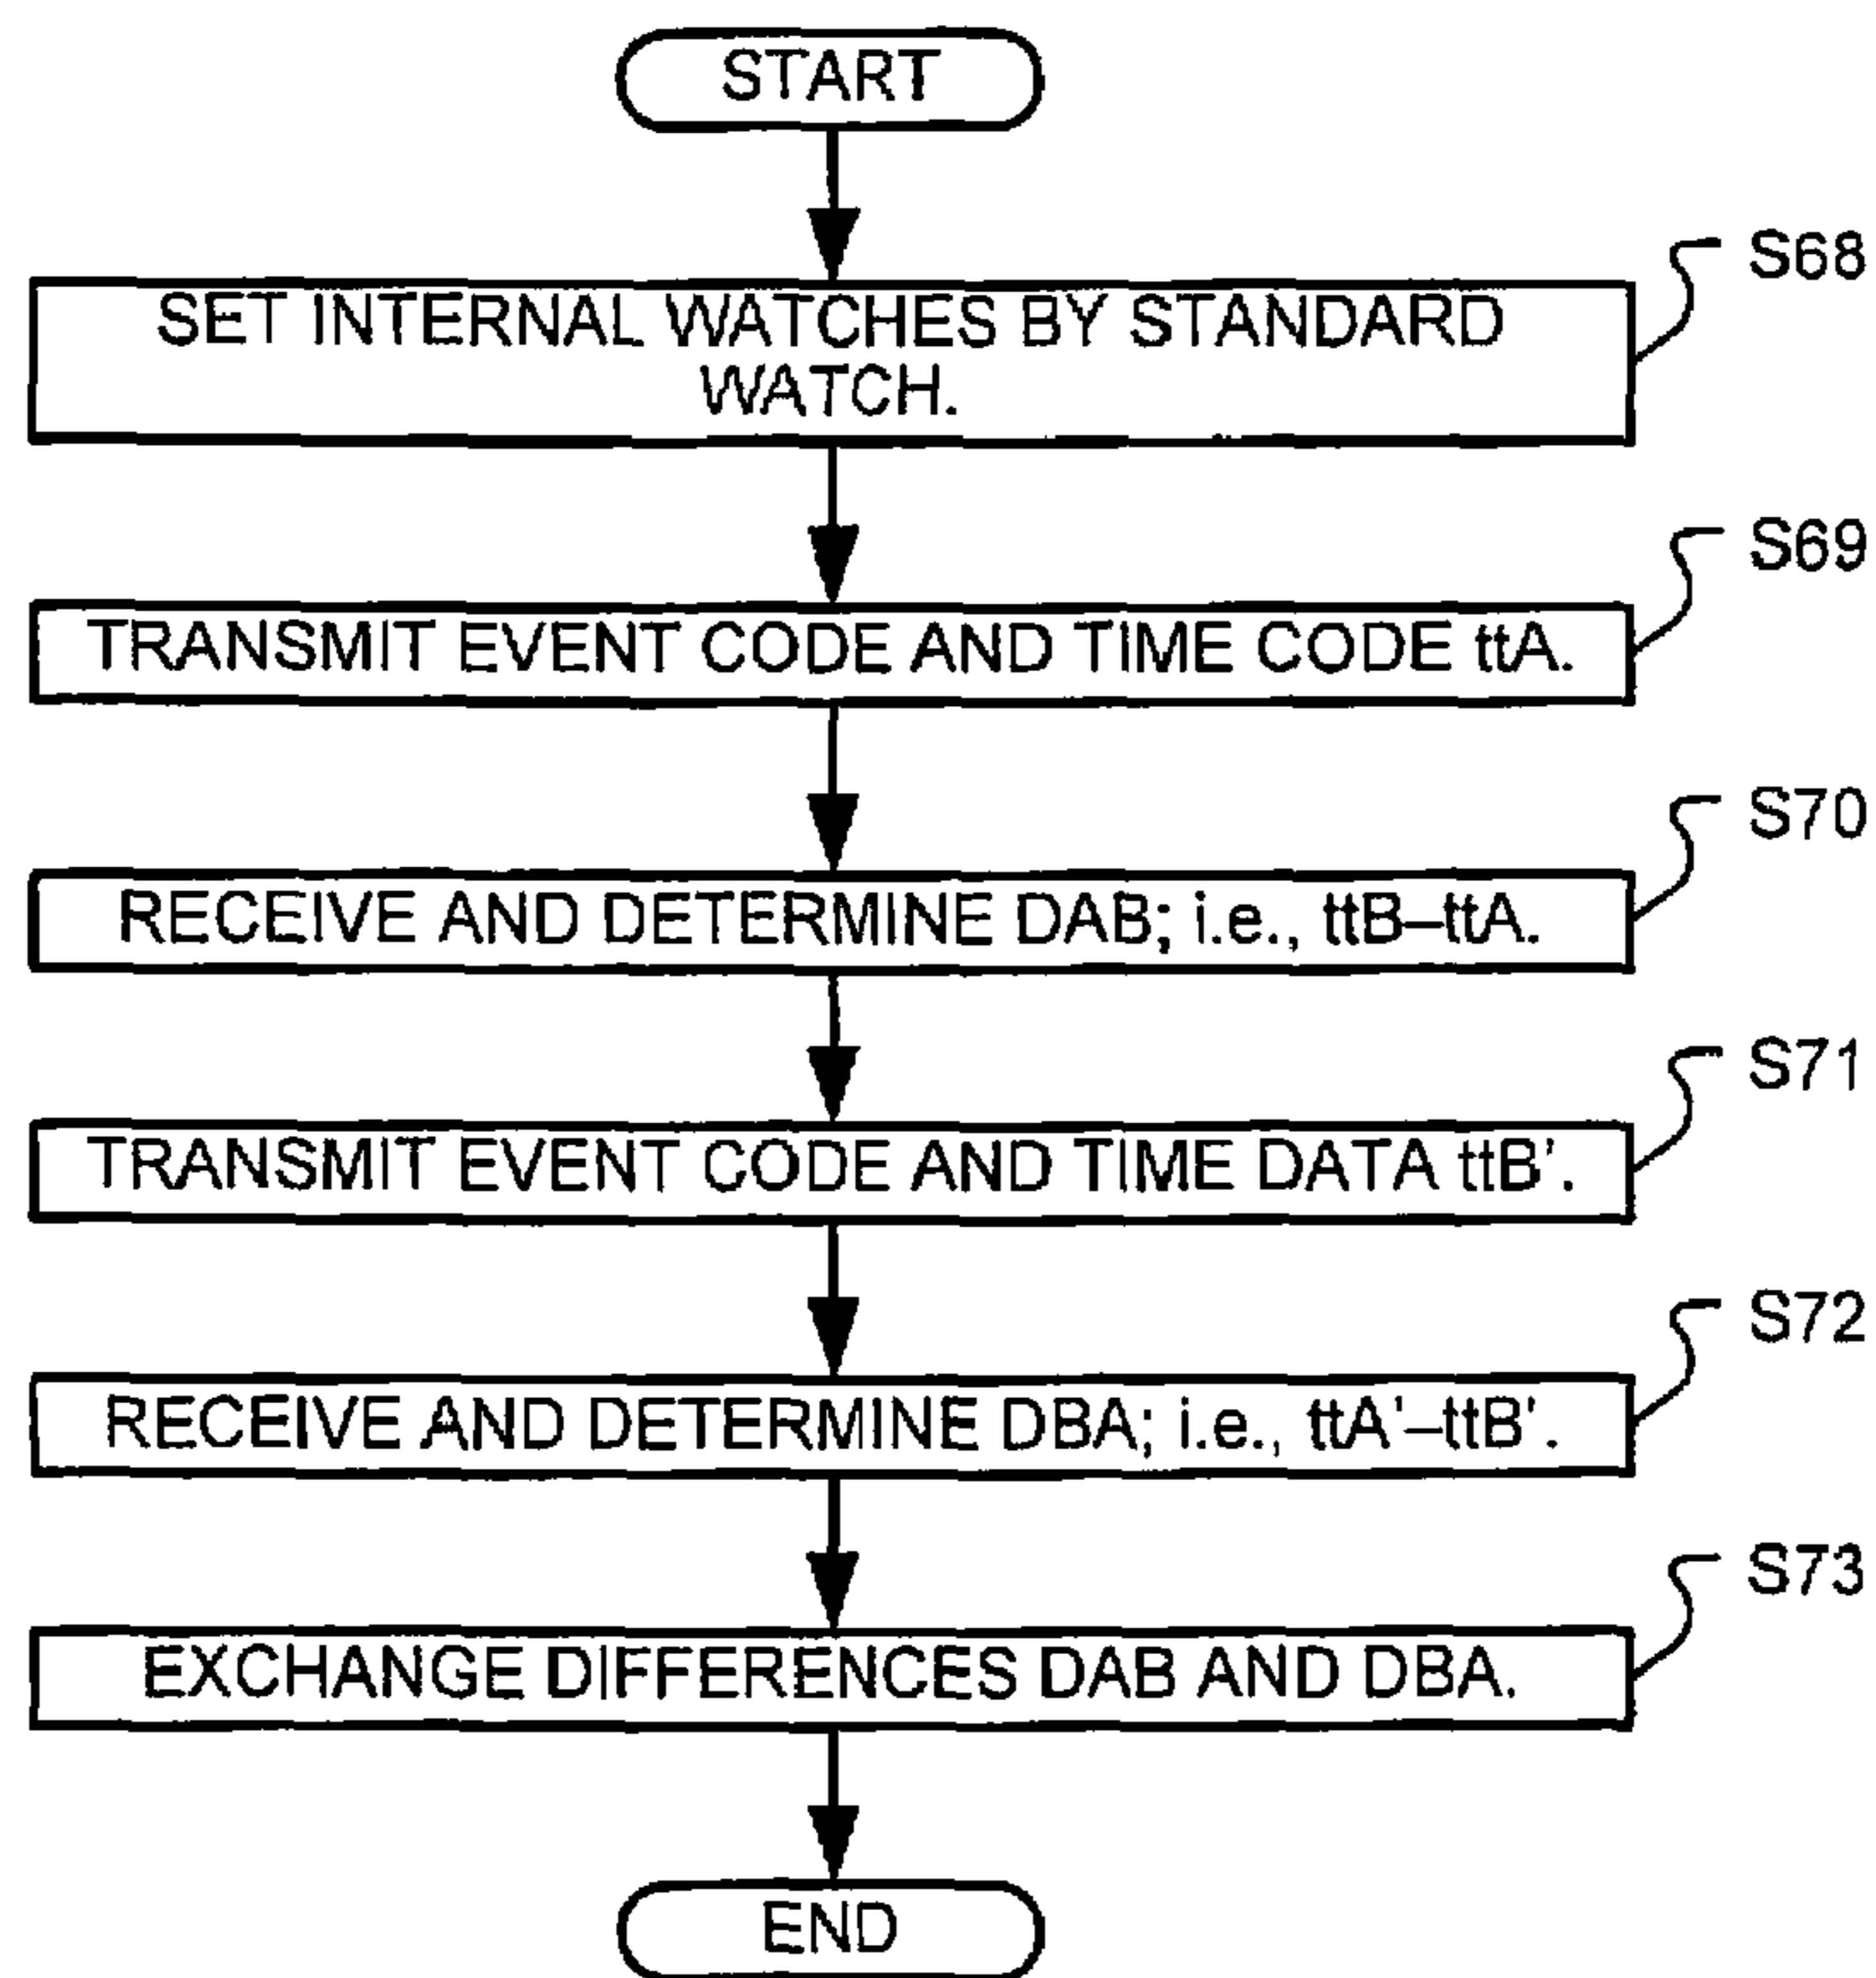 START
S68
SET INTERNAL WATCHES BY STANDARD
WATCH.
S69
TRANSMIT EVENT CODE AND TIME CODE ttA.
S70
RECEIVE AND DETERMINE DAB; i.e., ttB–ttA.
S71
TRANSMIT EVENT CODE AND TIME DATA ttB'.
S72
RECEIVE AND DETERMINE DBA; i.e., ttA'–ttB'.
S73
EXCHANGE DIFFERENCES DAB AND DBA.
END